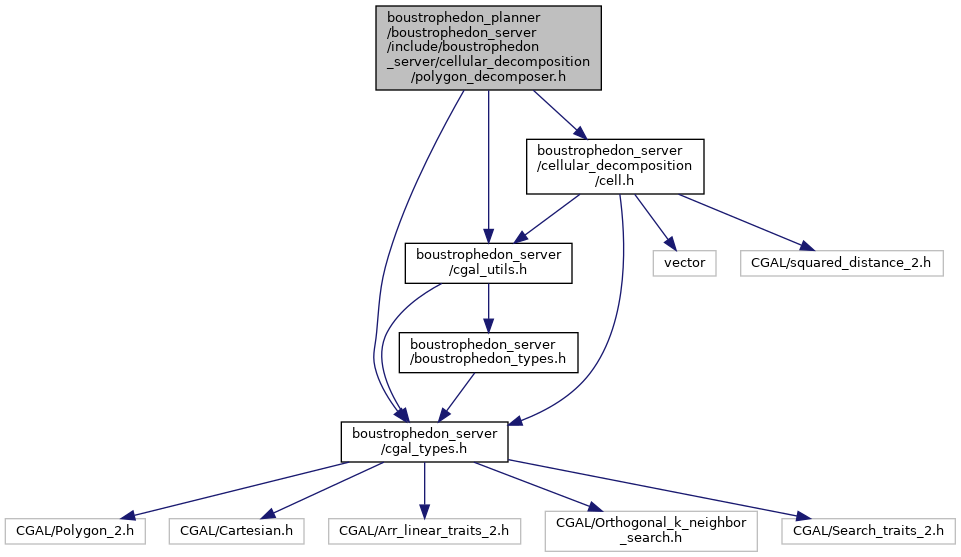 boustrophedon_planner
/boustrophedon_server
/include/boustrophedon
_server/cellular_decomposition
/polygon_decomposer.h
boustrophedon_server
/cellular_decomposition
/cell.h
boustrophedon_server
/cgal_utils.h
vector
CGAL/squared_distance_2.h
boustrophedon_server
/boustrophedon_types.h
boustrophedon_server
/cgal_types.h
CGAL/Polygon_2.h
CGAL/Cartesian.h
CGAL/Arr_linear_traits_2.h
CGAL/Orthogonal_k_neighbor
_search.h
CGAL/Search_traits_2.h